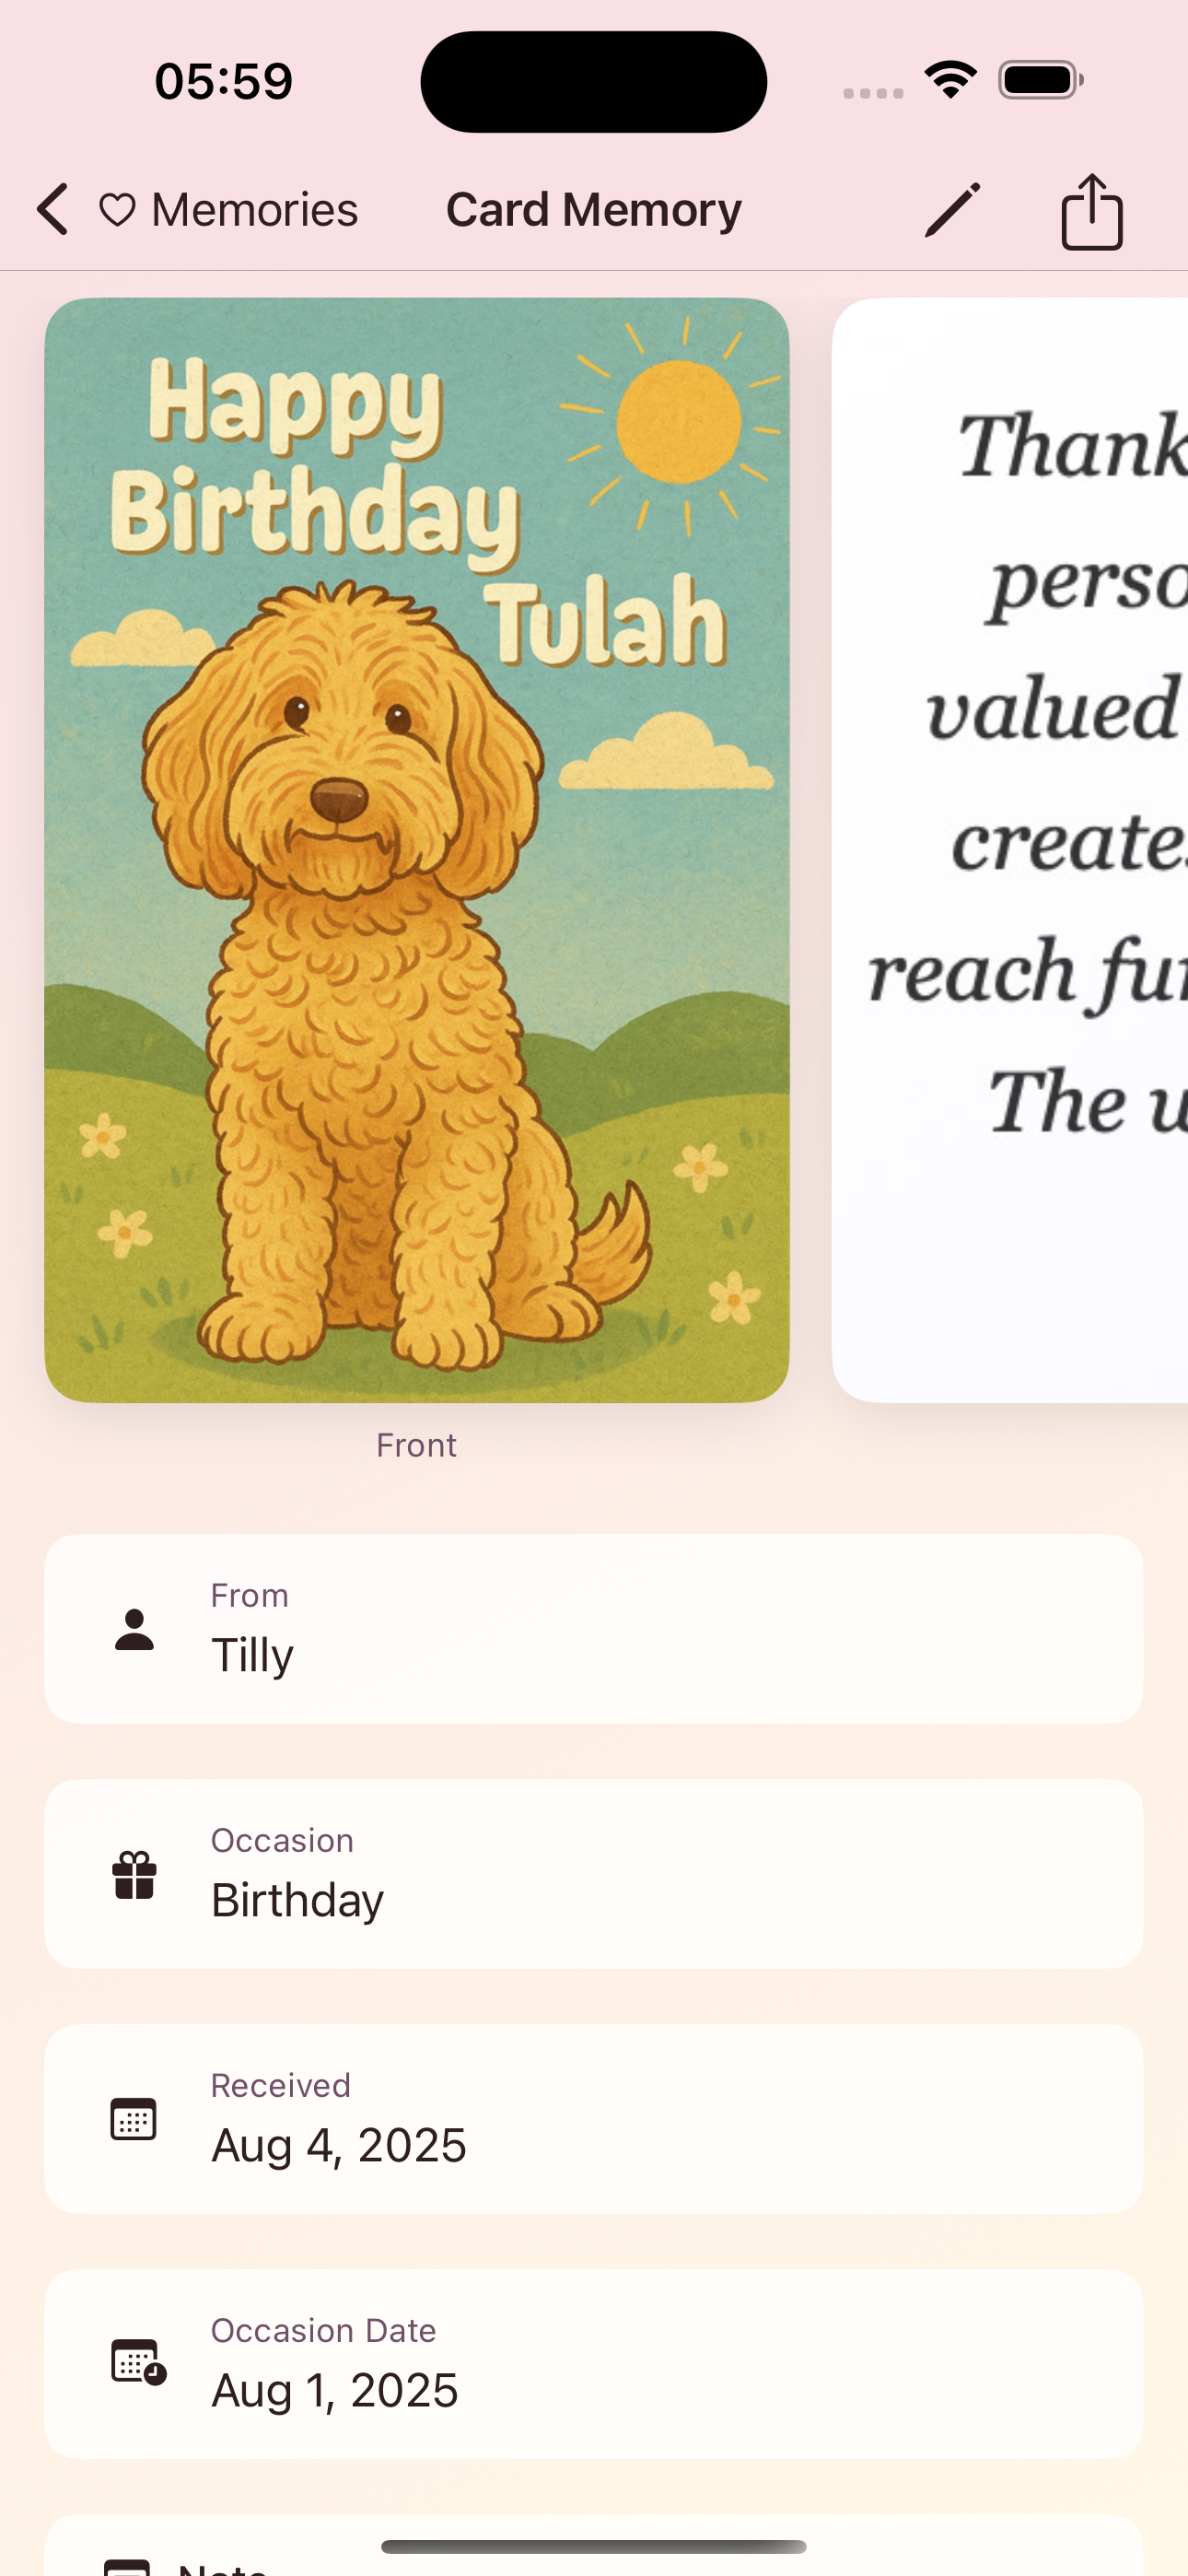 05:59
Memories Card Memory
Happy
Birthday
Tulah
Thank
perso
valued
create
reach fu
The
Front
From
Tilly
Occasion
Birthday
Received
Aug 4, 2025
Occasion Date
Aug 1, 2025